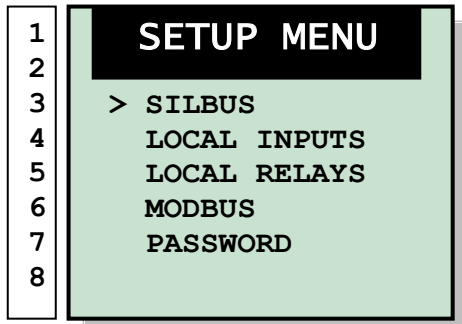 1 SETUP MENU
2
3 > SILBUS
4 LOCAL INPUTS
5 LOCAL RELAYS
6 MODBUS
7 PASSWORD
8